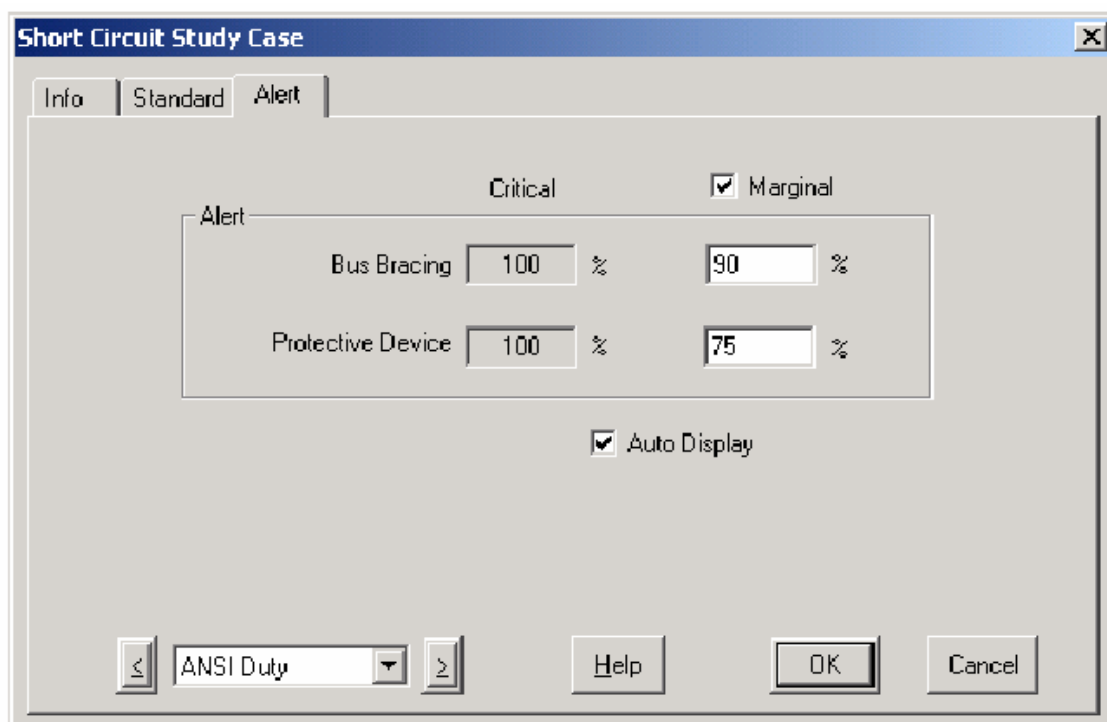 Short Circuit Study Case
Info Standard Alert
Critical Marginal
Alert
Bus Bracing 100 % 90 %
Protective Device 100 % 75 %
Auto Display
< ANSI Duty > Help OK Cancel